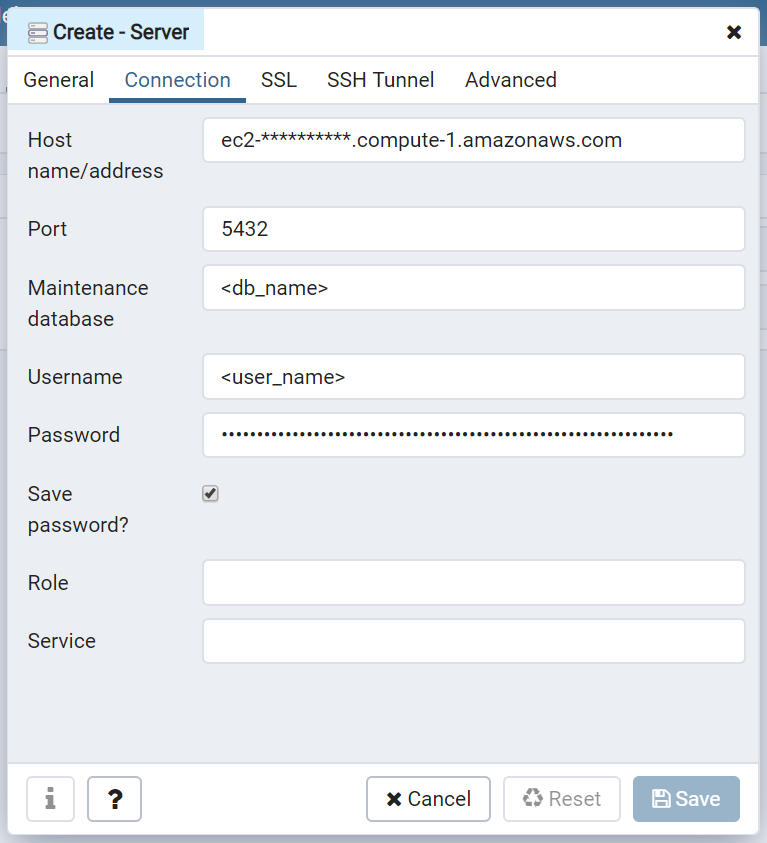 Create - Server
General Connection SSL SSH Tunnel Advanced
Host name/address
ec2-**********.compute-1.amazonaws.com
Port
5432
Maintenance database
<db_name>
Username
<user_name>
Password
••••••••••••••••••••••••••••••••••••••••••••••••••••••••••••••••
Save password?
Role
Service
?
Cancel Reset Save